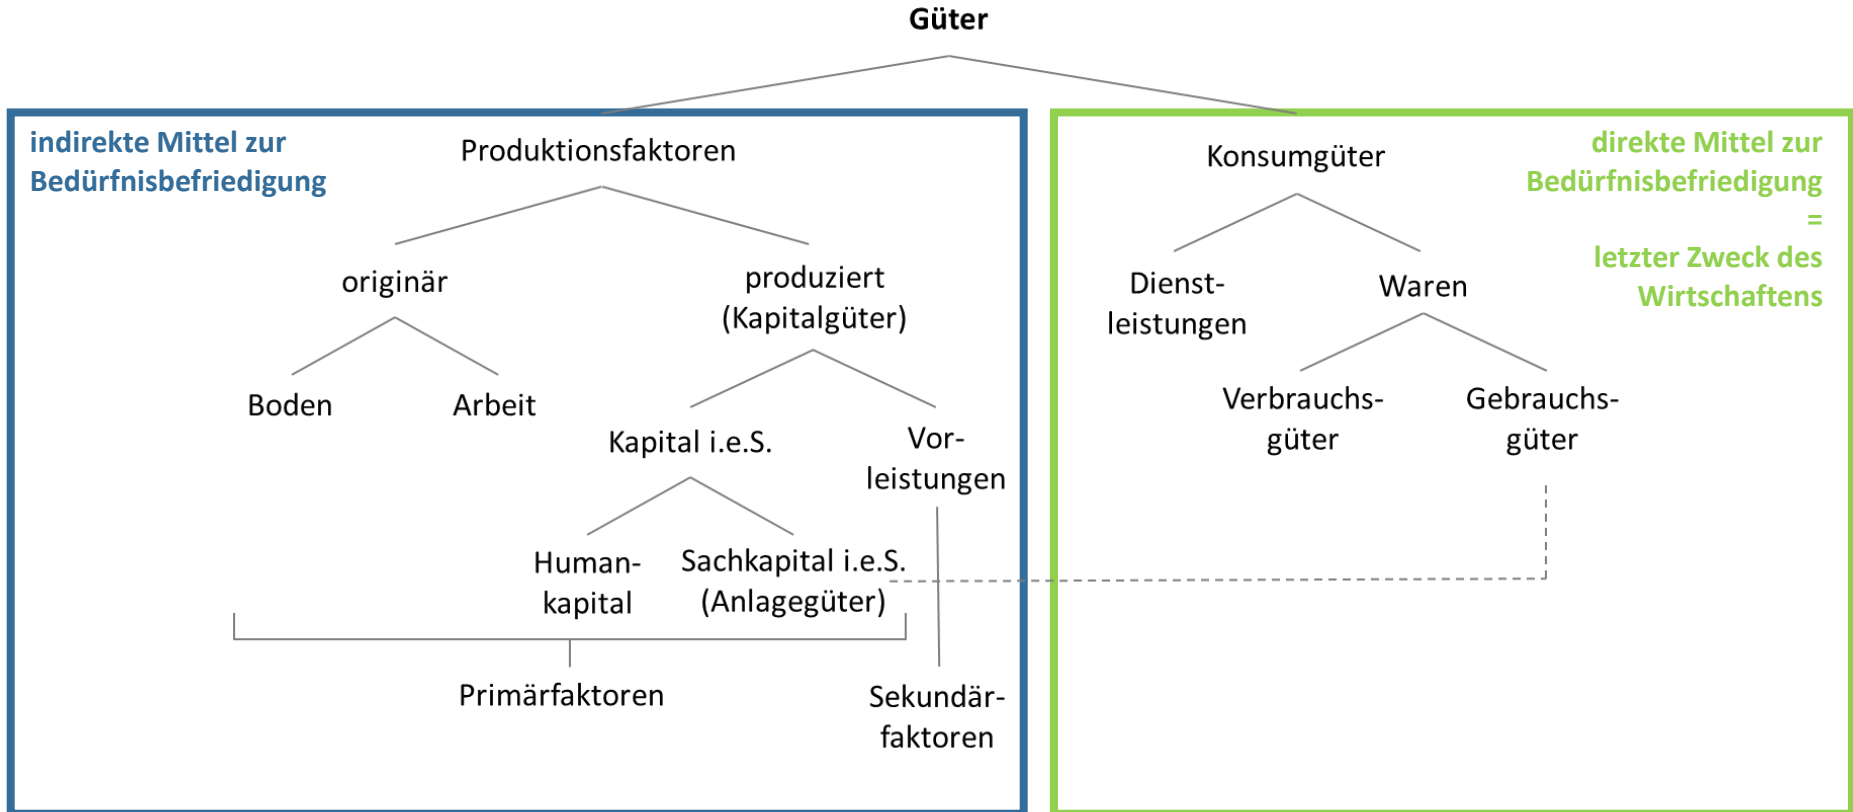 Güter
indirekte Mittel zur
Bedürfnisbefriedigung
Produktionsfaktoren
originär
produziert
(Kapitalgüter)
Boden
Arbeit
Kapital i.e.S.
Vor-
leistungen
Human-
kapital
Sachkapital i.e.S.
(Anlagegüter)
Primärfaktoren
Sekundär-
faktoren
Konsumgüter
direkte Mittel zur
Bedürfnisbefriedigung
=
letzter Zweck des
Wirtschaftens
Dienst-
leistungen
Waren
Verbrauchs-
güter
Gebrauchs-
güter